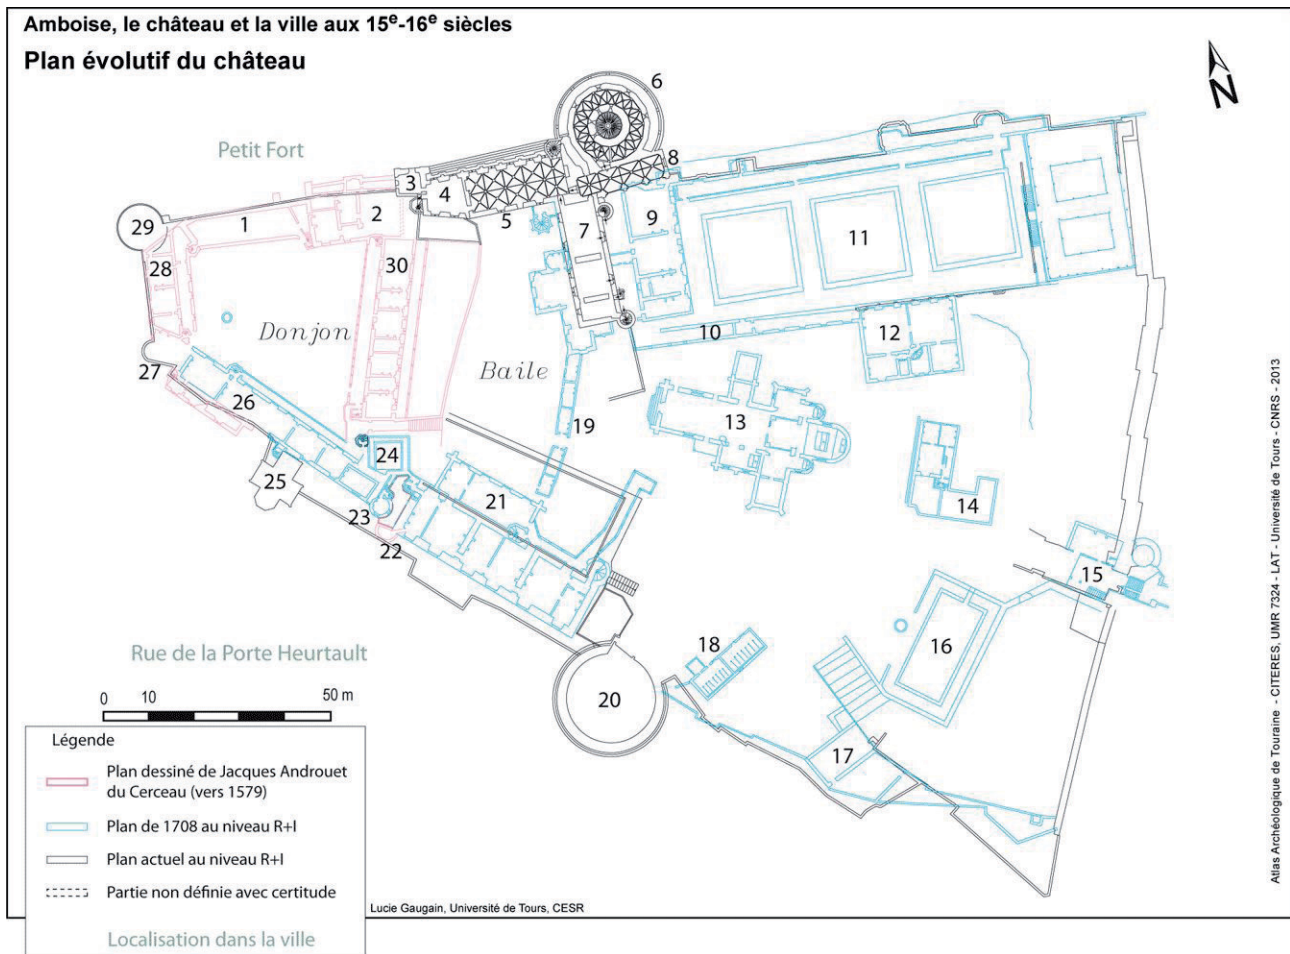 Amboise, le château et la ville aux 15e-16e siècles
Plan évolutif du château
N
Petit Fort
6
8
3
4
5
7
9
11
29
1
2
28
30
10
12
Donjon
Baile
27
26
19
13
24
25
21
23
22
14
15
16
18
20
17
Rue de la Porte Heurtault
0 10 50 m
Légende
Plan dessiné de Jacques Androuet
du Cerceau (vers 1579)
Plan de 1708 au niveau R+I
Plan actuel au niveau R+I
Partie non définie avec certitude
Localisation dans la ville
Lucie Gaugain, Université de Tours, CESR
Atlas Archéologique de Touraine - CITERES, UMR 7324 - LAT - Université de Tours - CNRS - 2013